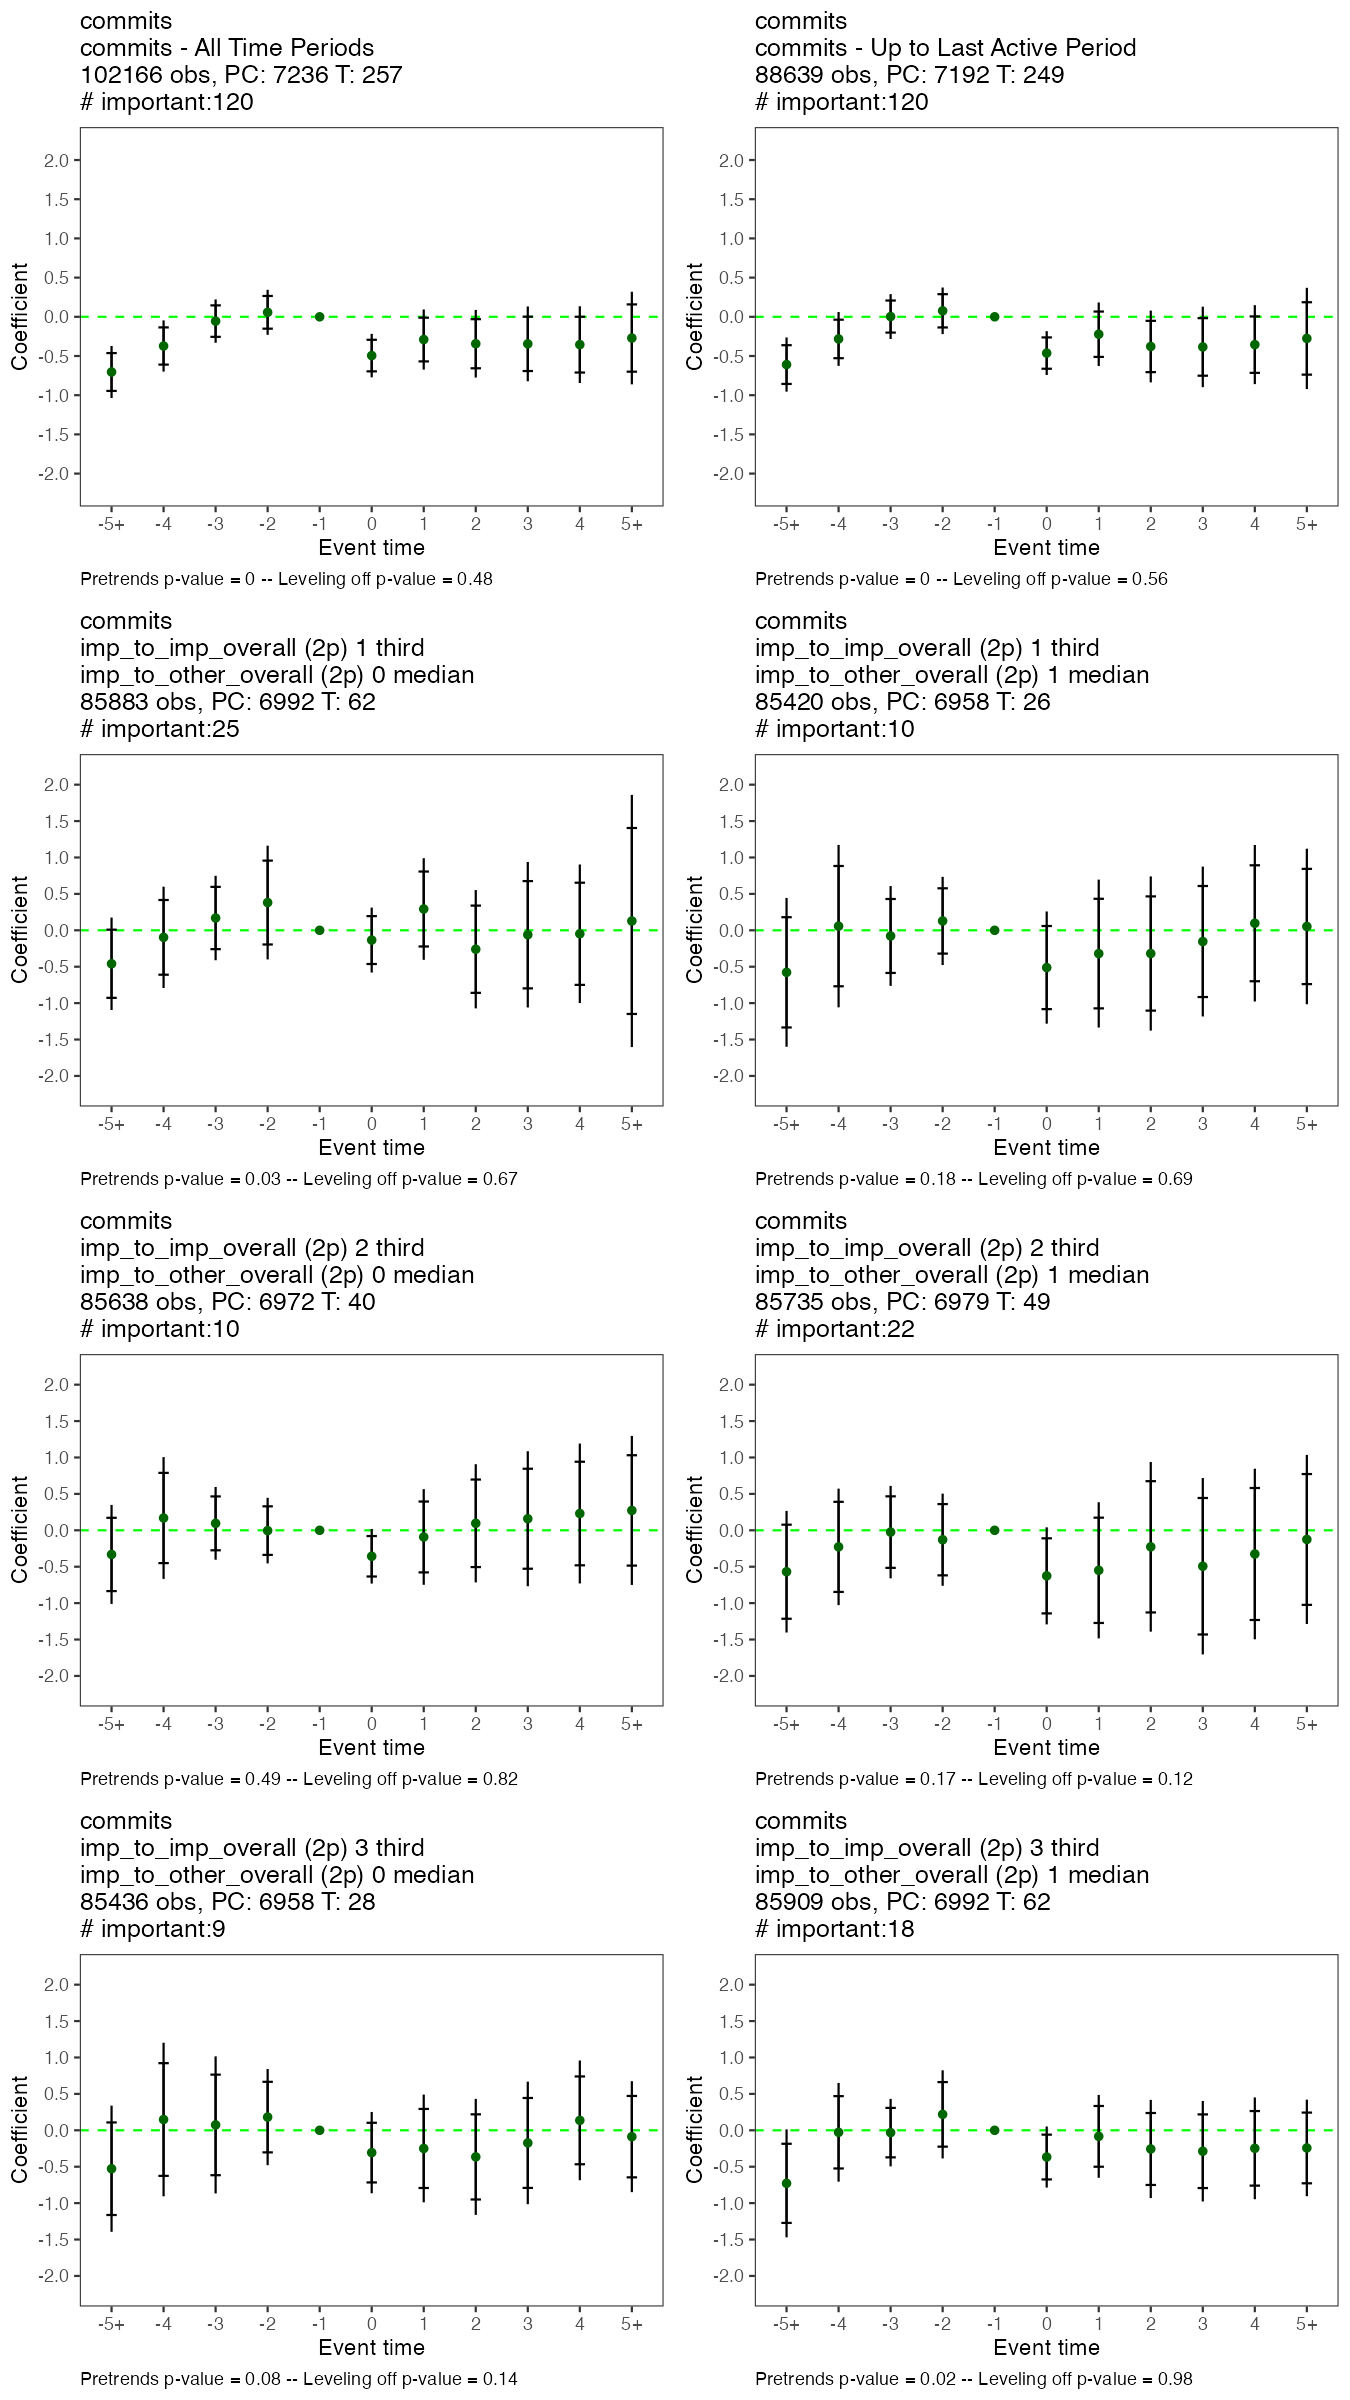 commits
commits - All Time Periods
102166 obs, PC: 7236 T: 257
# important:120
Coefficient
2.0
1.5
1.0
0.5
0.0
-0.5
-1.0
-1.5
-2.0
-5+ -4 -3 -2 -1 0 1 2 3 4 5+
Event time
Pretrends p-value = 0 -- Leveling off p-value = 0.48
commits
commits - Up to Last Active Period
88639 obs, PC: 7192 T: 249
# important:120
Coefficient
2.0
1.5
1.0
0.5
0.0
-0.5
-1.0
-1.5
-2.0
-5+ -4 -3 -2 -1 0 1 2 3 4 5+
Event time
Pretrends p-value = 0 -- Leveling off p-value = 0.56
commits
imp_to_imp_overall (2p) 1 third
imp_to_other_overall (2p) 0 median
85883 obs, PC: 6992 T: 62
# important:25
Coefficient
2.0
1.5
1.0
0.5
0.0
-0.5
-1.0
-1.5
-2.0
-5+ -4 -3 -2 -1 0 1 2 3 4 5+
Event time
Pretrends p-value = 0.03 -- Leveling off p-value = 0.67
commits
imp_to_imp_overall (2p) 1 third
imp_to_other_overall (2p) 1 median
85420 obs, PC: 6958 T: 26
# important:10
Coefficient
2.0
1.5
1.0
0.5
0.0
-0.5
-1.0
-1.5
-2.0
-5+ -4 -3 -2 -1 0 1 2 3 4 5+
Event time
Pretrends p-value = 0.18 -- Leveling off p-value = 0.69
commits
imp_to_imp_overall (2p) 2 third
imp_to_other_overall (2p) 0 median
85638 obs, PC: 6972 T: 40
# important:10
Coefficient
2.0
1.5
1.0
0.5
0.0
-0.5
-1.0
-1.5
-2.0
-5+ -4 -3 -2 -1 0 1 2 3 4 5+
Event time
Pretrends p-value = 0.49 -- Leveling off p-value = 0.82
commits
imp_to_imp_overall (2p) 2 third
imp_to_other_overall (2p) 1 median
85735 obs, PC: 6979 T: 49
# important:22
Coefficient
2.0
1.5
1.0
0.5
0.0
-0.5
-1.0
-1.5
-2.0
-5+ -4 -3 -2 -1 0 1 2 3 4 5+
Event time
Pretrends p-value = 0.17 -- Leveling off p-value = 0.12
commits
imp_to_imp_overall (2p) 3 third
imp_to_other_overall (2p) 0 median
85436 obs, PC: 6958 T: 28
# important:9
Coefficient
2.0
1.5
1.0
0.5
0.0
-0.5
-1.0
-1.5
-2.0
-5+ -4 -3 -2 -1 0 1 2 3 4 5+
Event time
Pretrends p-value = 0.08 -- Leveling off p-value = 0.14
commits
imp_to_imp_overall (2p) 3 third
imp_to_other_overall (2p) 1 median
85909 obs, PC: 6992 T: 62
# important:18
Coefficient
2.0
1.5
1.0
0.5
0.0
-0.5
-1.0
-1.5
-2.0
-5+ -4 -3 -2 -1 0 1 2 3 4 5+
Event time
Pretrends p-value = 0.02 -- Leveling off p-value = 0.98